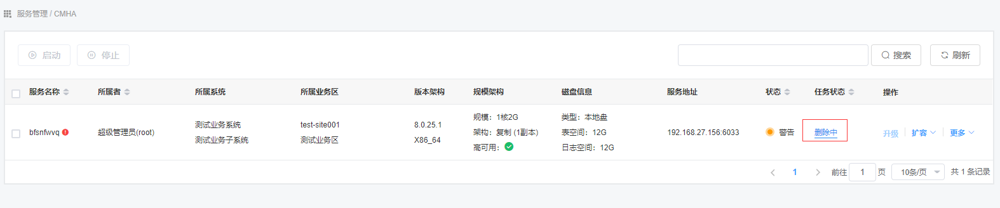 服务管理 / CMHA
启动 停止 搜索 刷新
服务名称 所属者 所属系统 所属业务区 版本架构 规模架构 磁盘信息 服务地址 状态 任务状态 操作
规模：1核2G 类型：本地盘
测试业务系统 test-site001 8.0.25.1
bfsnfwvq 超级管理员(root) 架构：复制 (1副本) 表空间：12G 192.168.27.156:6033 警告 删除中 升级 扩容 更多
测试业务子系统 测试业务区 X86_64
高可用： 日志空间：12G
1 前往 1 页 10条/页 共 1 条记录